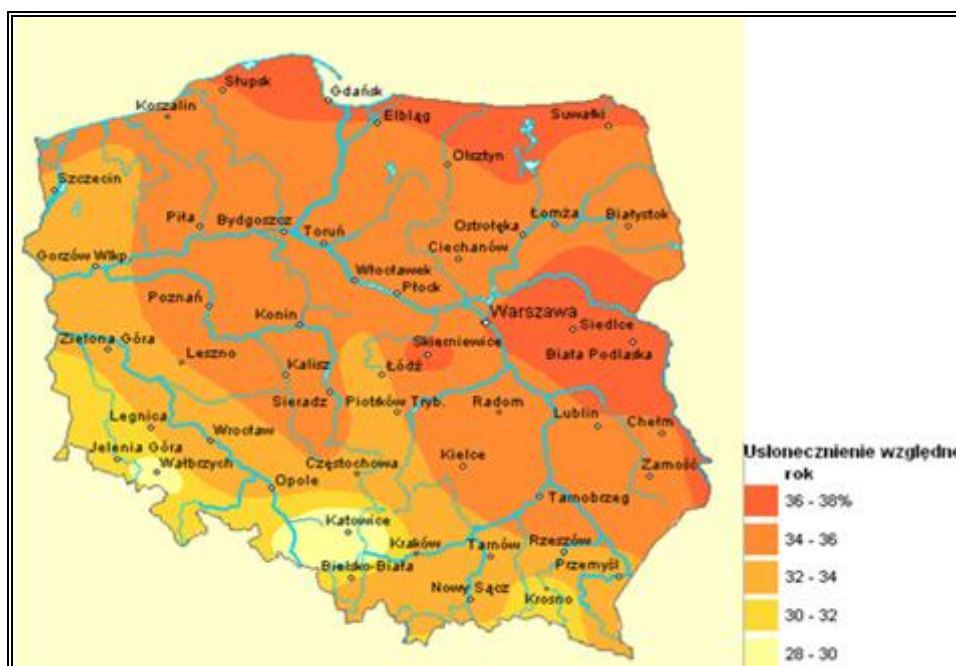 Słupsk
Gdańsk
Koszalin
Elbląg
Suwałki
Olsztyn
Szczecin
Piła
Bydgoszcz
Toruń
Ostrołęka
Łomża
Białystok
Ciechanów
Gorzów Wlkp.
Włocławek
Płock
Poznań
Konin
Warszawa
Siedlce
Zielona Góra
Leszno
Skierniewice
Biała Podlaska
Kalisz
Łódź
Sieradz
Piotrków Tryb.
Radom
Lublin
Chełm
Legnica
Wrocław
Jelenia Góra
Wałbrzych
Częstochowa
Kielce
Zamość
Opole
Tarnobrzeg
Katowice
Kraków
Tarnów
Rzeszów
Bielsko-Biała
Przemyśl
Nowy Sącz
Krosno
Usłonecznienie względne
rok
36 - 38%
34 - 36
32 - 34
30 - 32
28 - 30